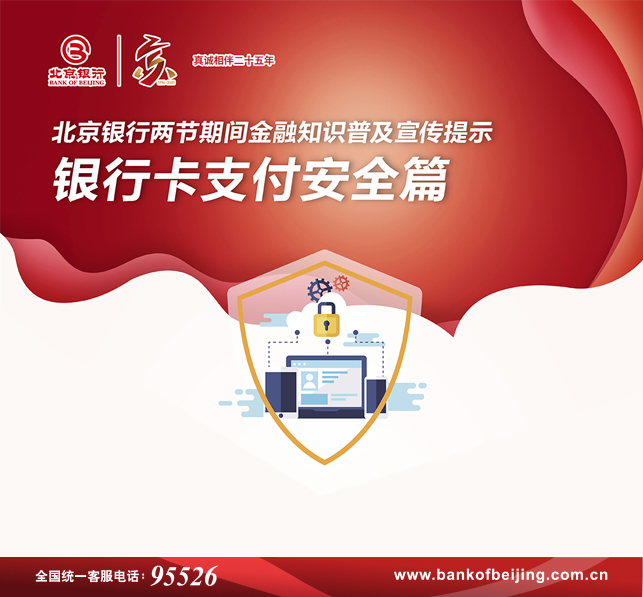 北京银行
BANK OF BEIJING
京
真诚相伴二十五年
北京银行两节期间金融知识普及宣传提示
银行卡支付安全篇
全国统一客服电话：95526
www.bankofbeijing.com.cn